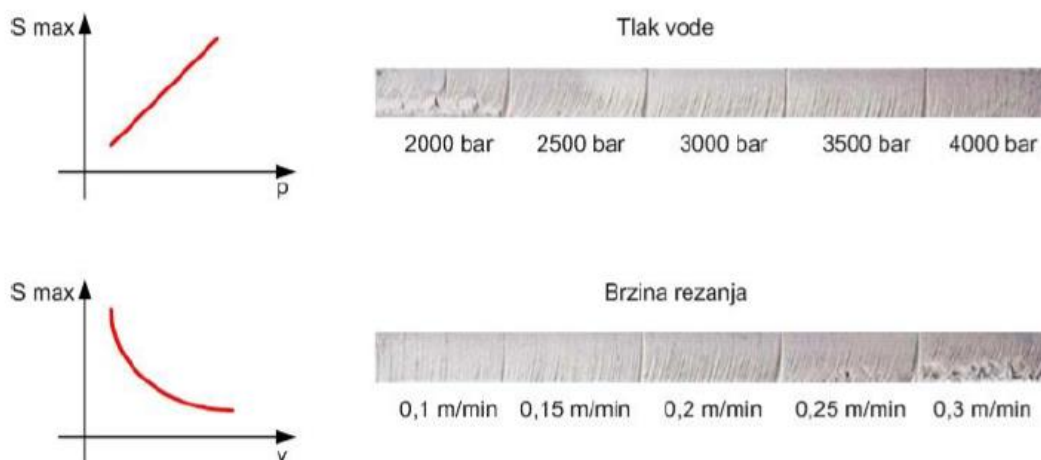 S max
p
Tlak vode
2000 bar 2500 bar 3000 bar 3500 bar 4000 bar
S max
v
Brzina rezanja
0,1 m/min 0,15 m/min 0,2 m/min 0,25 m/min 0,3 m/min